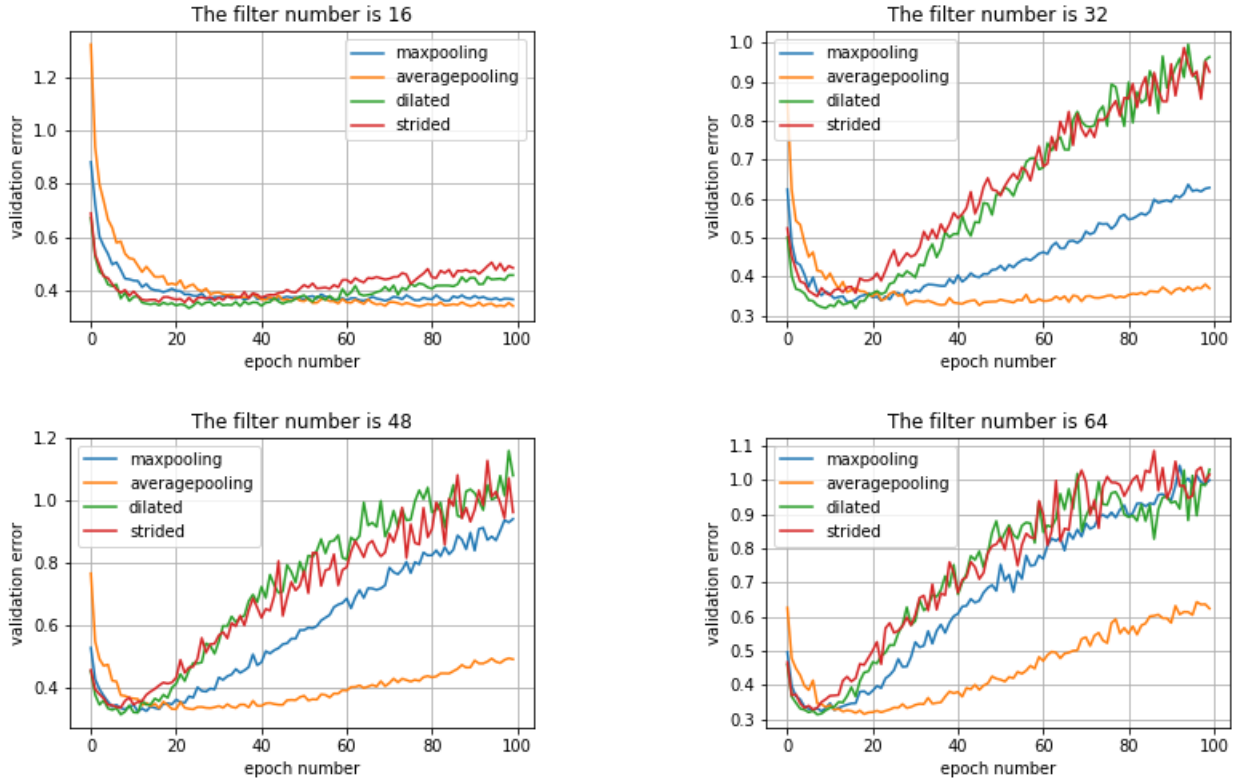 The filter number is 16
maxpooling
averagepooling
dilated
strided
validation error
1.2
1.0
0.8
0.6
0.4
0 20 40 60 80 100
epoch number
The filter number is 32
maxpooling
averagepooling
dilated
strided
validation error
1.0
0.9
0.8
0.7
0.6
0.5
0.4
0.3
0 20 40 60 80 100
epoch number
The filter number is 48
maxpooling
averagepooling
dilated
strided
validation error
1.2
1.0
0.8
0.6
0.4
0 20 40 60 80 100
epoch number
The filter number is 64
maxpooling
averagepooling
dilated
strided
validation error
1.1
1.0
0.9
0.8
0.7
0.6
0.5
0.4
0.3
0 20 40 60 80 100
epoch number